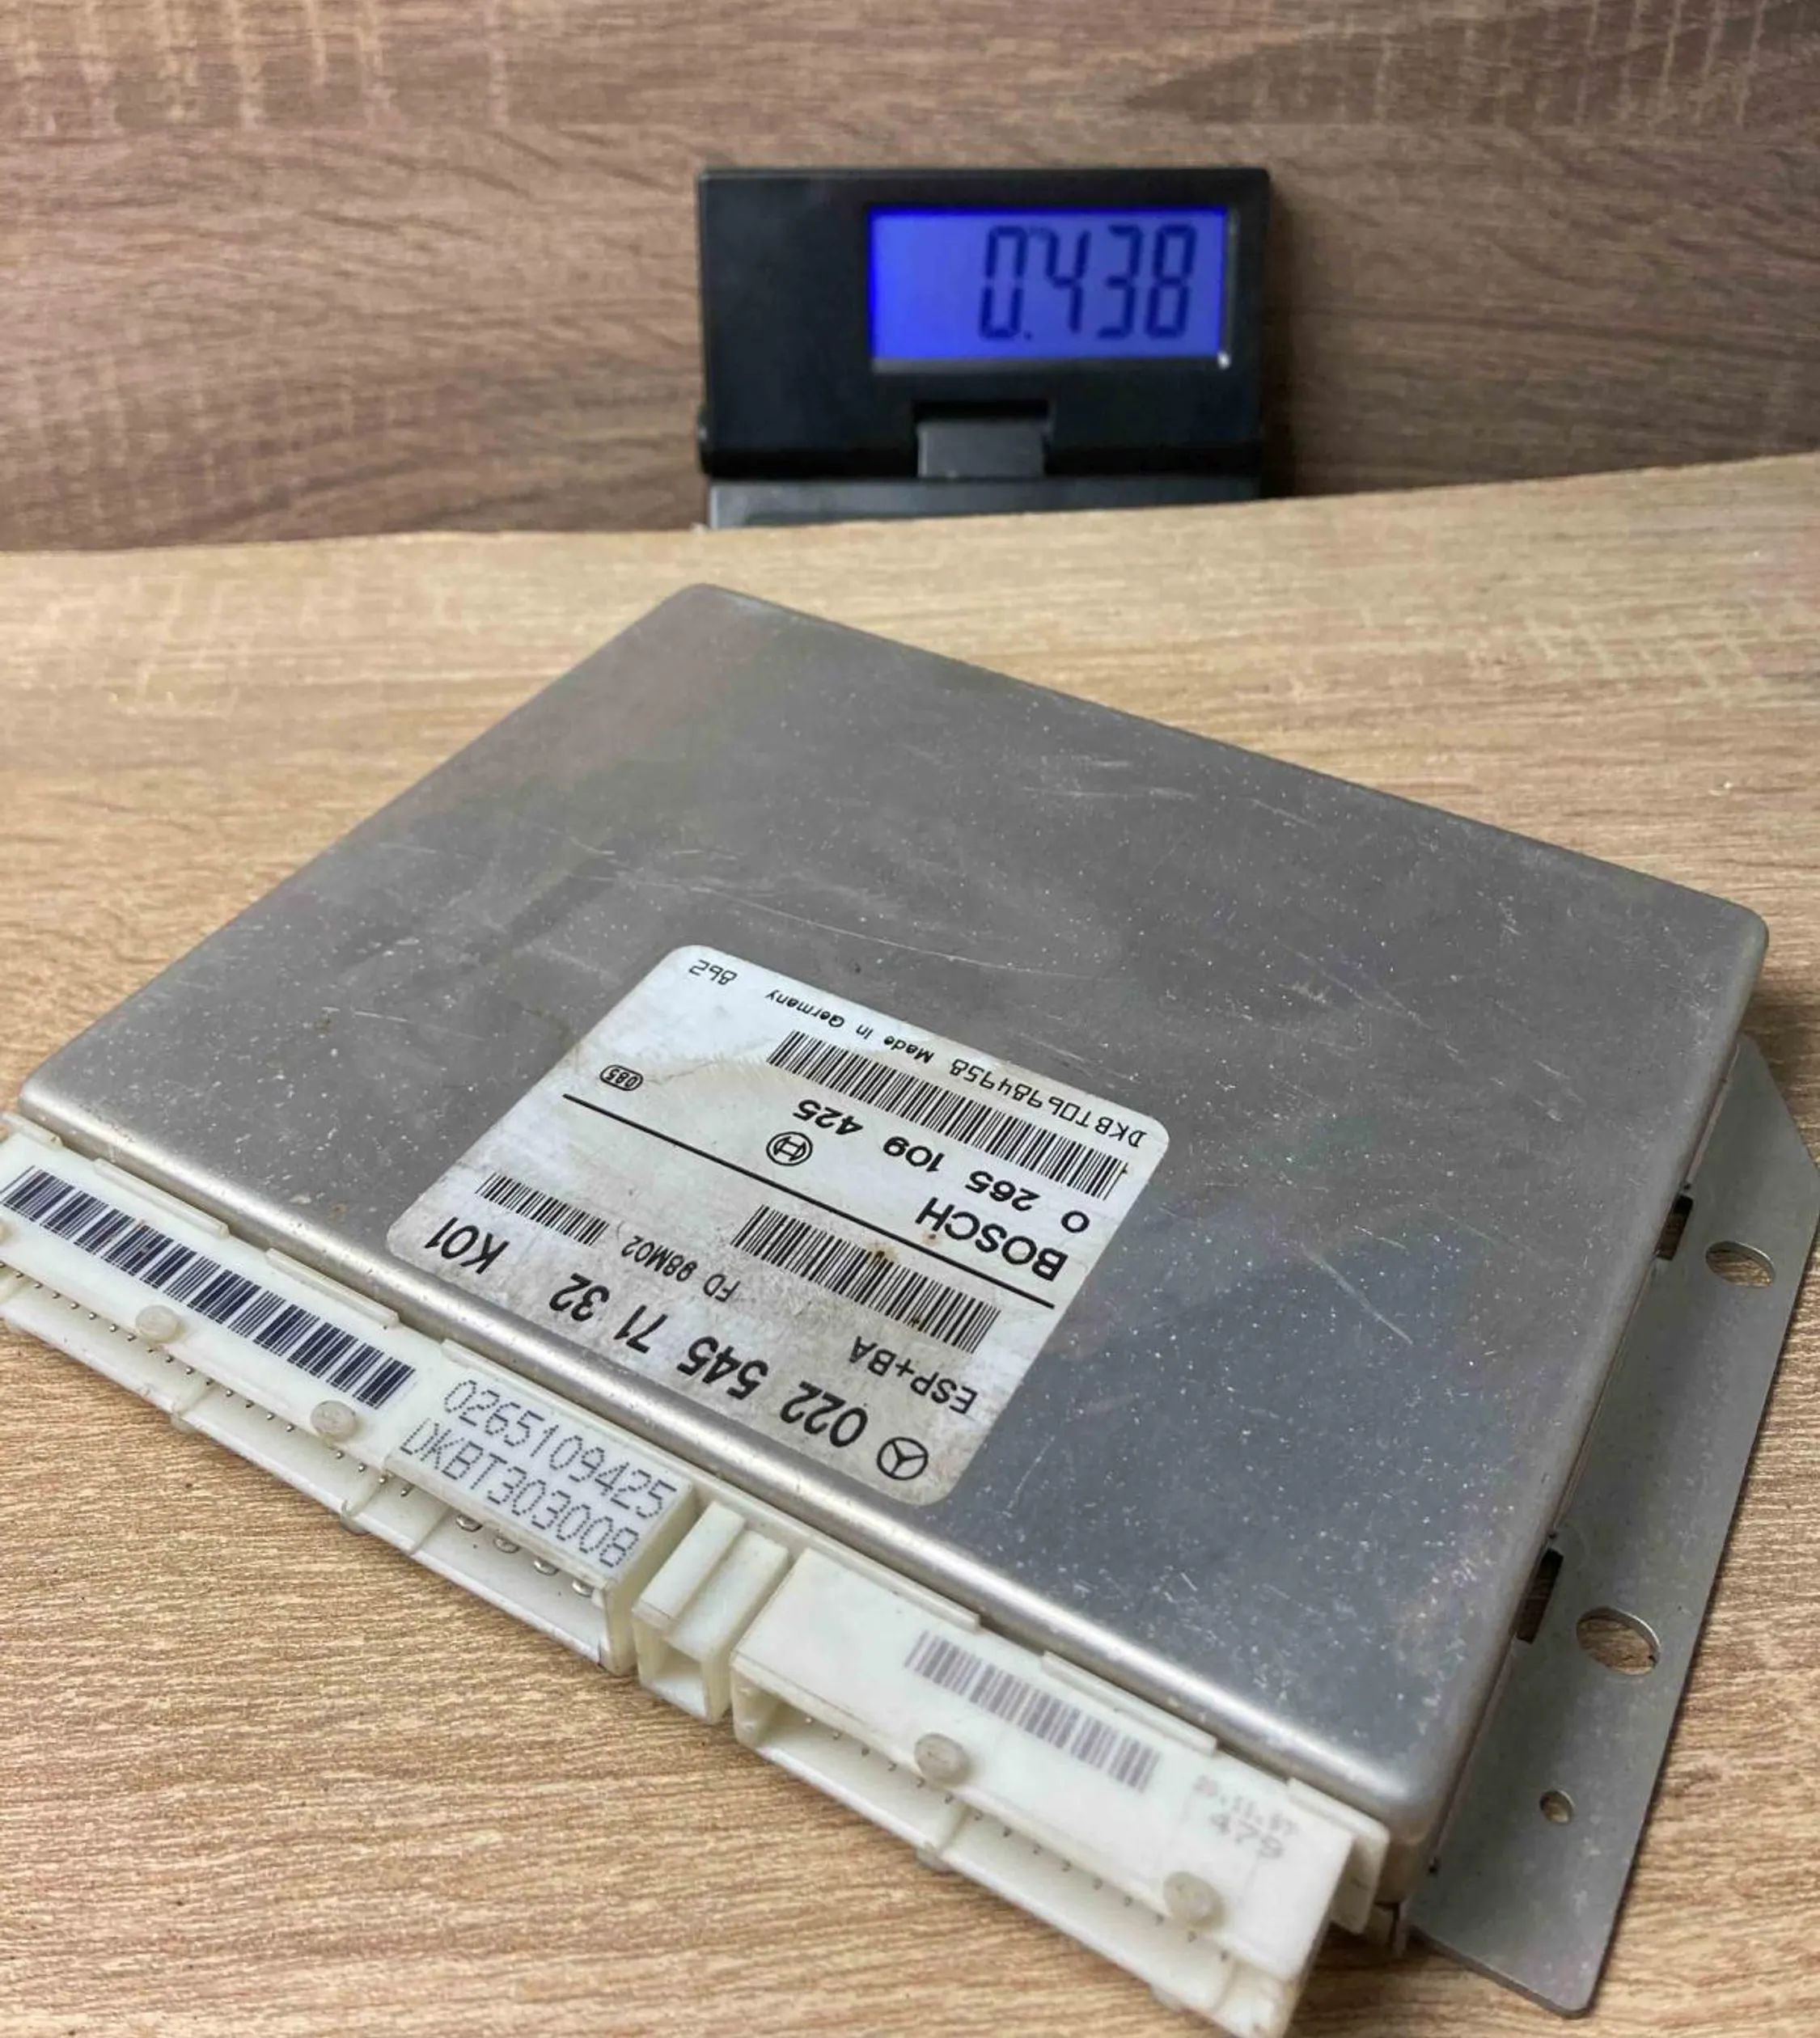 0.438
022 545 71 32 K01
ESP+BA FD 98M02
BOSCH
0 265 109 425
085
DKBT06984958 Made in Germany 862
0265109425
DKBT303008
479